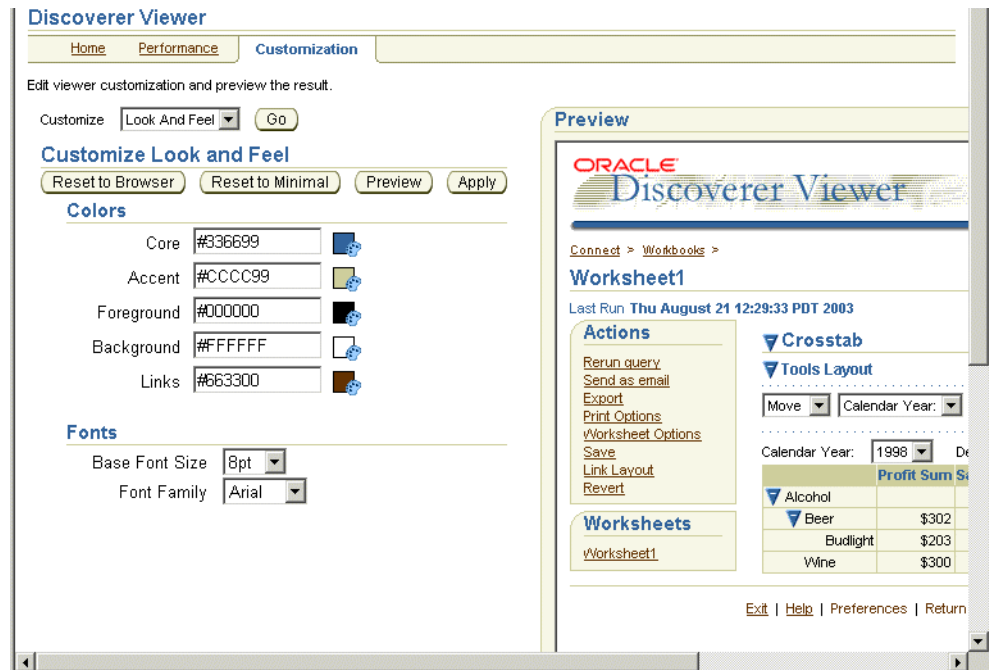 Discoverer Viewer
Home Performance Customization
Edit viewer customization and preview the result.
Customize Look And Feel Go
Customize Look and Feel
Reset to Browser Reset to Minimal Preview Apply
Colors
Core #336699
Accent #CCCC99
Foreground #000000
Background #FFFFFF
Links #663300
Fonts
Base Font Size 8pt
Font Family Arial
Preview
ORACLE
Discoverer Viewer
Connect > Workbooks >
Worksheet1
Last Run Thu August 21 12:29:33 PDT 2003
Actions
Rerun query
Send as email
Export
Print Options
Worksheet Options
Save
Link Layout
Revert
Worksheets
Worksheet1
Crosstab
Tools Layout
Move Calendar Year:
Calendar Year: 1998 De
Profit Sum Sa
Alcohol
Beer $302
Budlight $203
Wine $300
Exit | Help | Preferences | Return